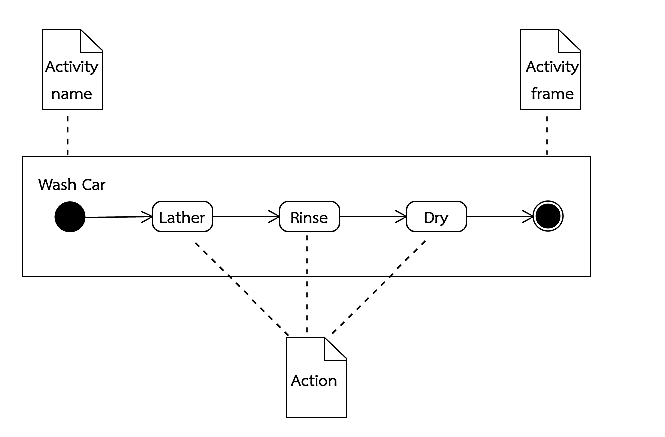 Activity
name
Activity
frame
Wash Car
Lather
Rinse
Dry
Action